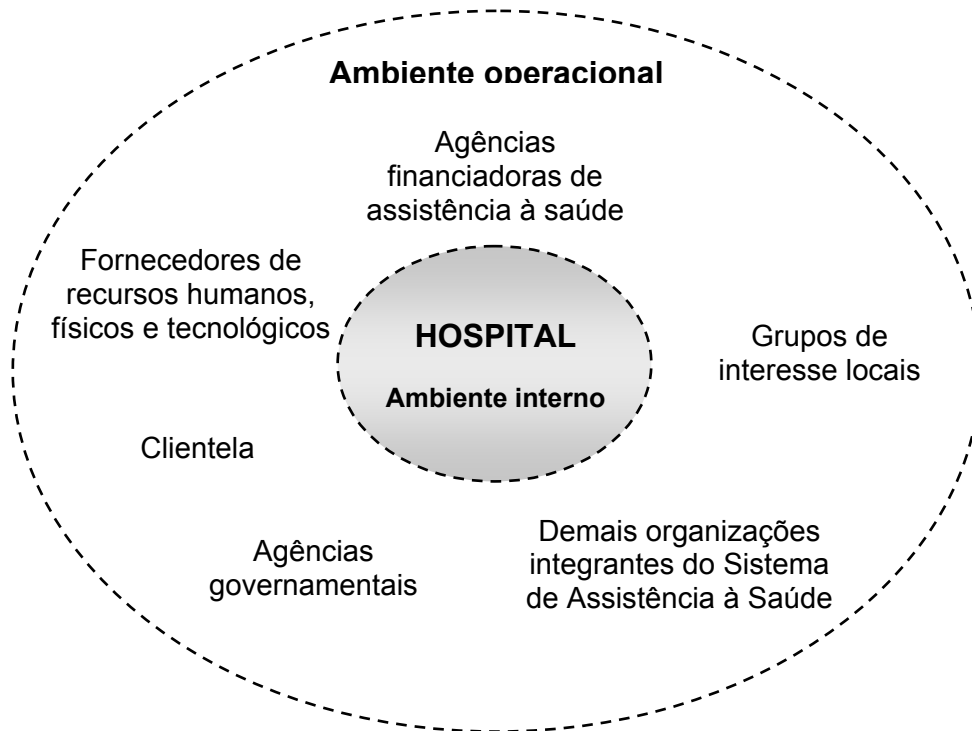 Ambiente operacional
Agências
financiadoras de
assistência à saúde
Fornecedores de
recursos humanos,
físicos e tecnológicos
HOSPITAL
Ambiente interno
Grupos de
interesse locais
Clientela
Agências
governamentais
Demais organizações
integrantes do Sistema
de Assistência à Saúde